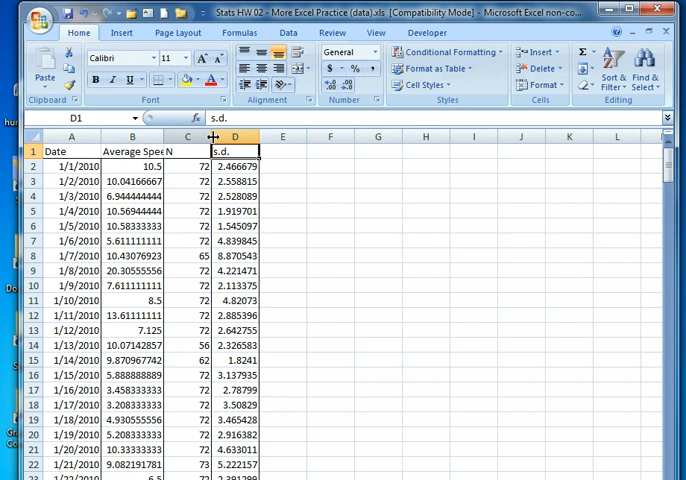 Stats HW 02 - More Excel Practice (data).xls [Compatibility Mode] - Microsoft Excel non-co...
Home Insert Page Layout Formulas Data Review View Developer
Paste
Clipboard
Calibri 11
B I U
Font
Alignment
General
$ % ,
Number
Conditional Formatting
Format as Table
Cell Styles
Styles
Insert
Delete
Format
Cells
Σ
Sort & Filter
Find & Select
Editing
D1 fx s.d.
A B C D E F G H I J K L
1 Date Average Spee N s.d.
2 1/1/2010 10.5 72 2.466679
3 1/2/2010 10.04166667 72 2.558815
4 1/3/2010 6.944444444 72 2.528089
5 1/4/2010 10.56944444 72 1.919701
6 1/5/2010 10.58333333 72 1.545097
7 1/6/2010 5.611111111 72 4.839845
8 1/7/2010 10.43076923 65 8.870543
9 1/8/2010 20.30555556 72 4.221471
10 1/9/2010 7.611111111 72 2.113375
11 1/10/2010 8.5 72 4.82073
12 1/11/2010 13.61111111 72 2.885396
13 1/12/2010 7.125 72 2.642755
14 1/13/2010 10.07142857 56 2.326583
15 1/14/2010 9.870967742 62 1.8241
16 1/15/2010 5.888888889 72 3.137935
17 1/16/2010 3.458333333 72 2.78799
18 1/17/2010 3.208333333 72 3.50829
19 1/18/2010 4.930555556 72 3.465428
20 1/19/2010 5.208333333 72 2.916382
21 1/20/2010 10.33333333 72 4.633011
22 1/21/2010 9.082191781 73 5.222157
23 1/22/2010 6.5 72 2.391299